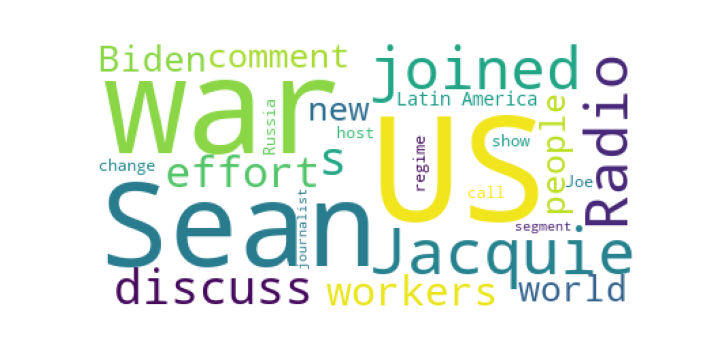 Biden comment joined Radio
war new Latin America people
Russia host US show
change effort s regime
Sean journalist call Joe
Jacquie segment
discuss workers world